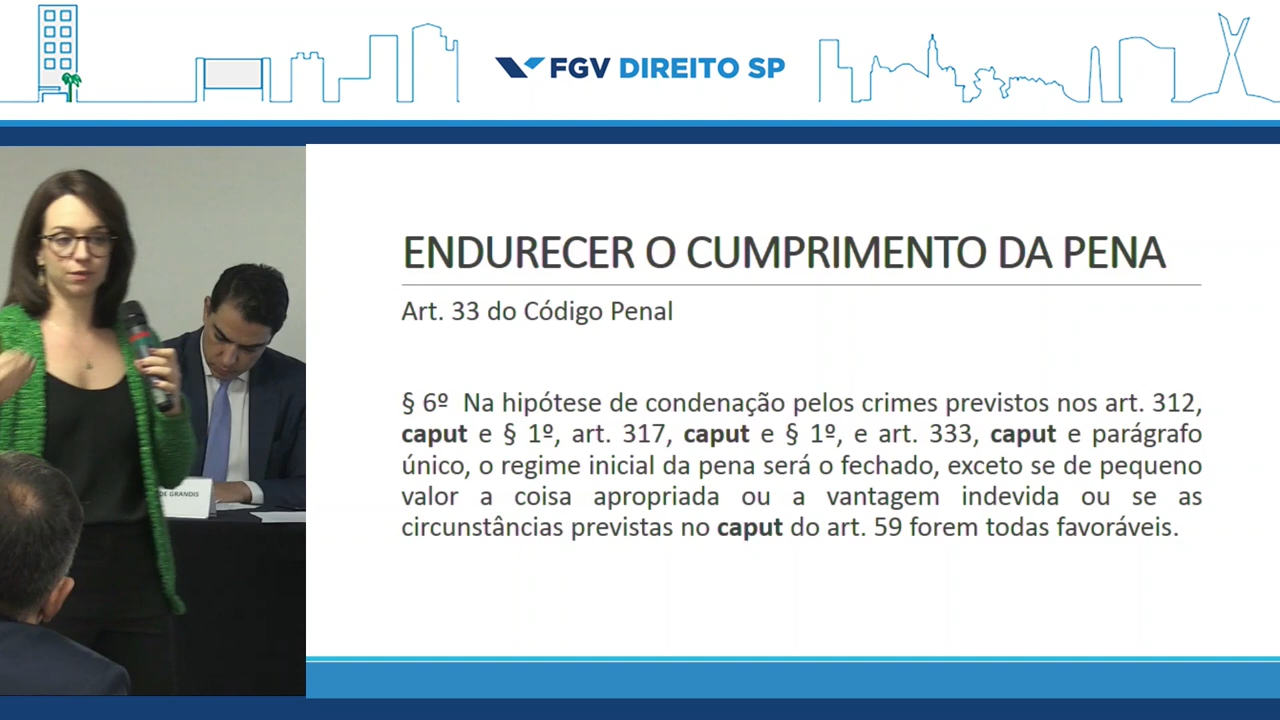 FGV DIREITO SP
ENDURECER O CUMPRIMENTO DA PENA
Art. 33 do Código Penal
§ 6º Na hipótese de condenação pelos crimes previstos nos art. 312,
caput e § 1º, art. 317, caput e § 1º, e art. 333, caput e parágrafo
único, o regime inicial da pena será o fechado, exceto se de pequeno
valor a coisa apropriada ou a vantagem indevida ou se as
circunstâncias previstas no caput do art. 59 forem todas favoráveis.
DE GRANDIS